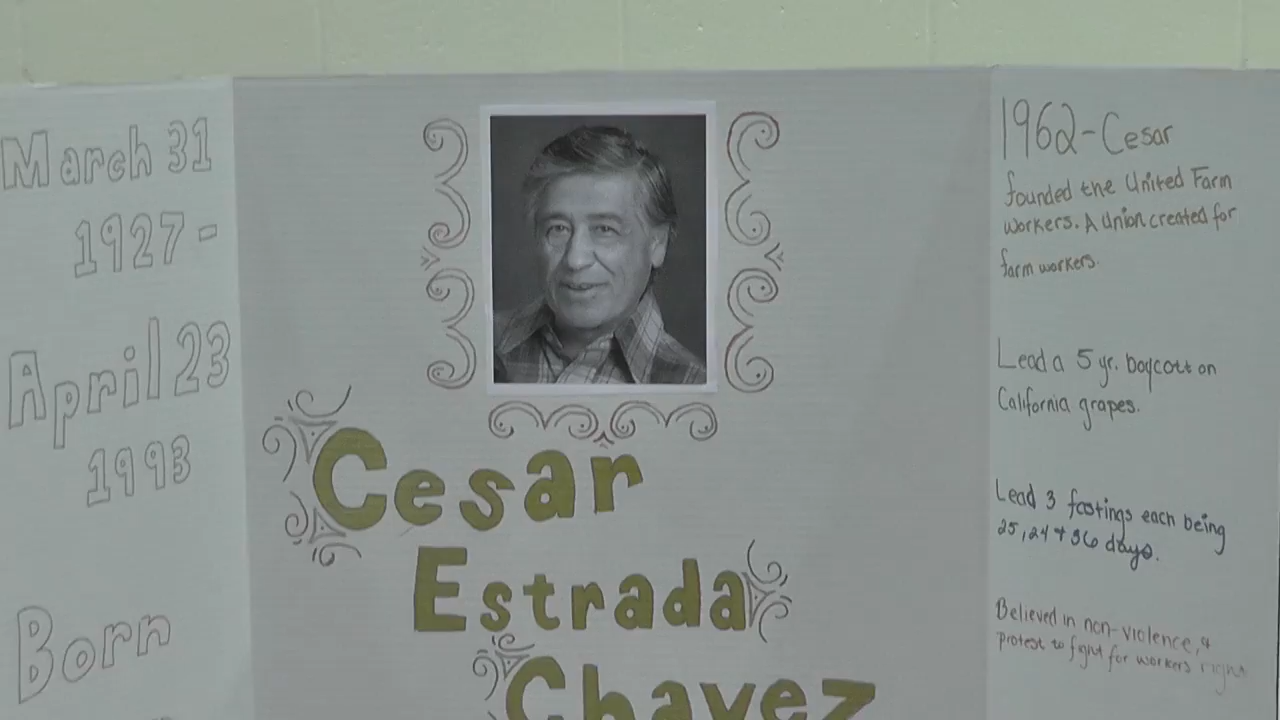 March 31
1927 -
April 23
1993
Born
Cesar
Estrada
Chavez
1962-Cesar
founded the United Farm
workers. A Union created for
farm workers.
Lead a 5 yr. boycott on
California grapes.
Lead 3 fastings each being
25, 24 + 36 days.
Believed in non-violence, &
protest to fight for workers right